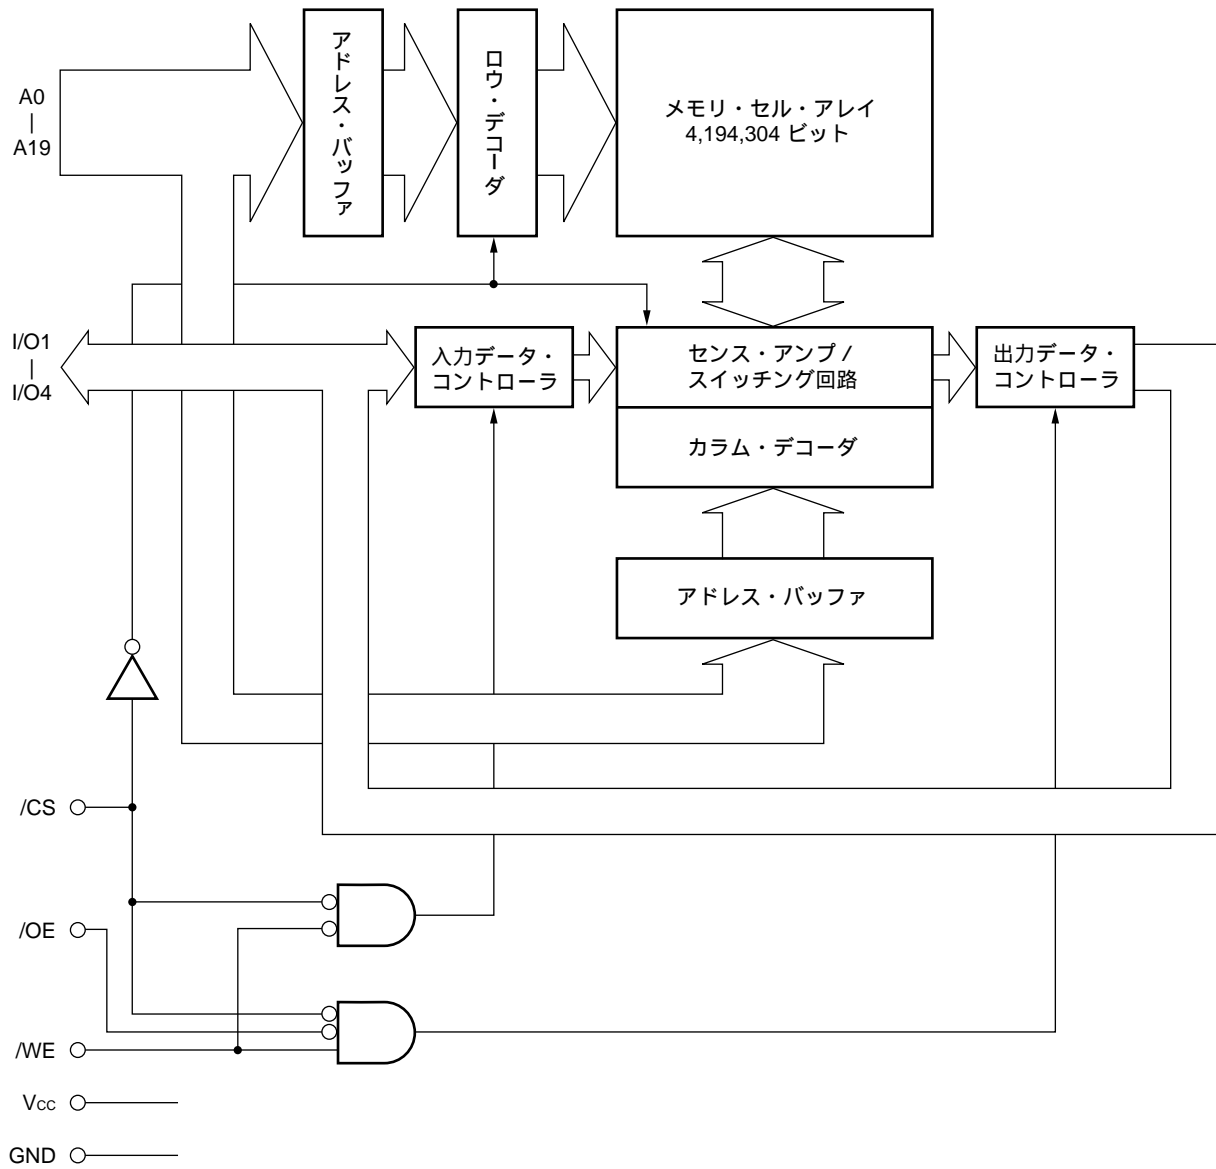 A0
|
A19
アドレス・バッファ
ロウ・デコーダ
メモリ・セル・アレイ
4,194,304 ビット
I/O1
|
I/O4
入力データ・
コントローラ
センス・アンプ /
スイッチング回路
出力データ・
コントローラ
カラム・デコーダ
アドレス・バッファ
/CS
/OE
/WE
Vcc
GND